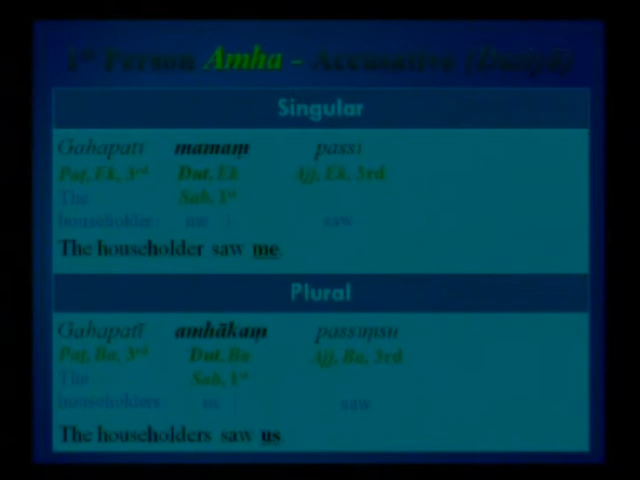 1st Person Amha - Accusative (Dutiyā)
Singular
Gahapati mamaṃ passi
Paṭ, Ek, 3rd Dut, Ek Ajj, Ek, 3rd
The Sab, 1st
householder me saw
The householder saw me.
Plural
Gahapatī amhākaṃ passiṃsu
Paṭ, Ba, 3rd Dut, Ba Ajj, Ba, 3rd
The Sab, 1st
householders us saw
The householders saw us.